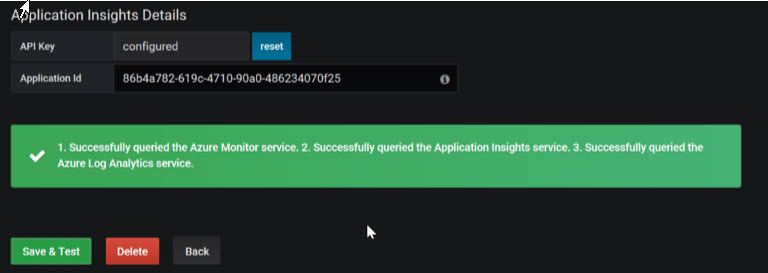 Application Insights Details
API Key configured reset
Application Id 86b4a782-619c-4710-90a0-486234070f25
1. Successfully queried the Azure Monitor service. 2. Successfully queried the Application Insights service. 3. Successfully queried the
Azure Log Analytics service.
Save & Test Delete Back